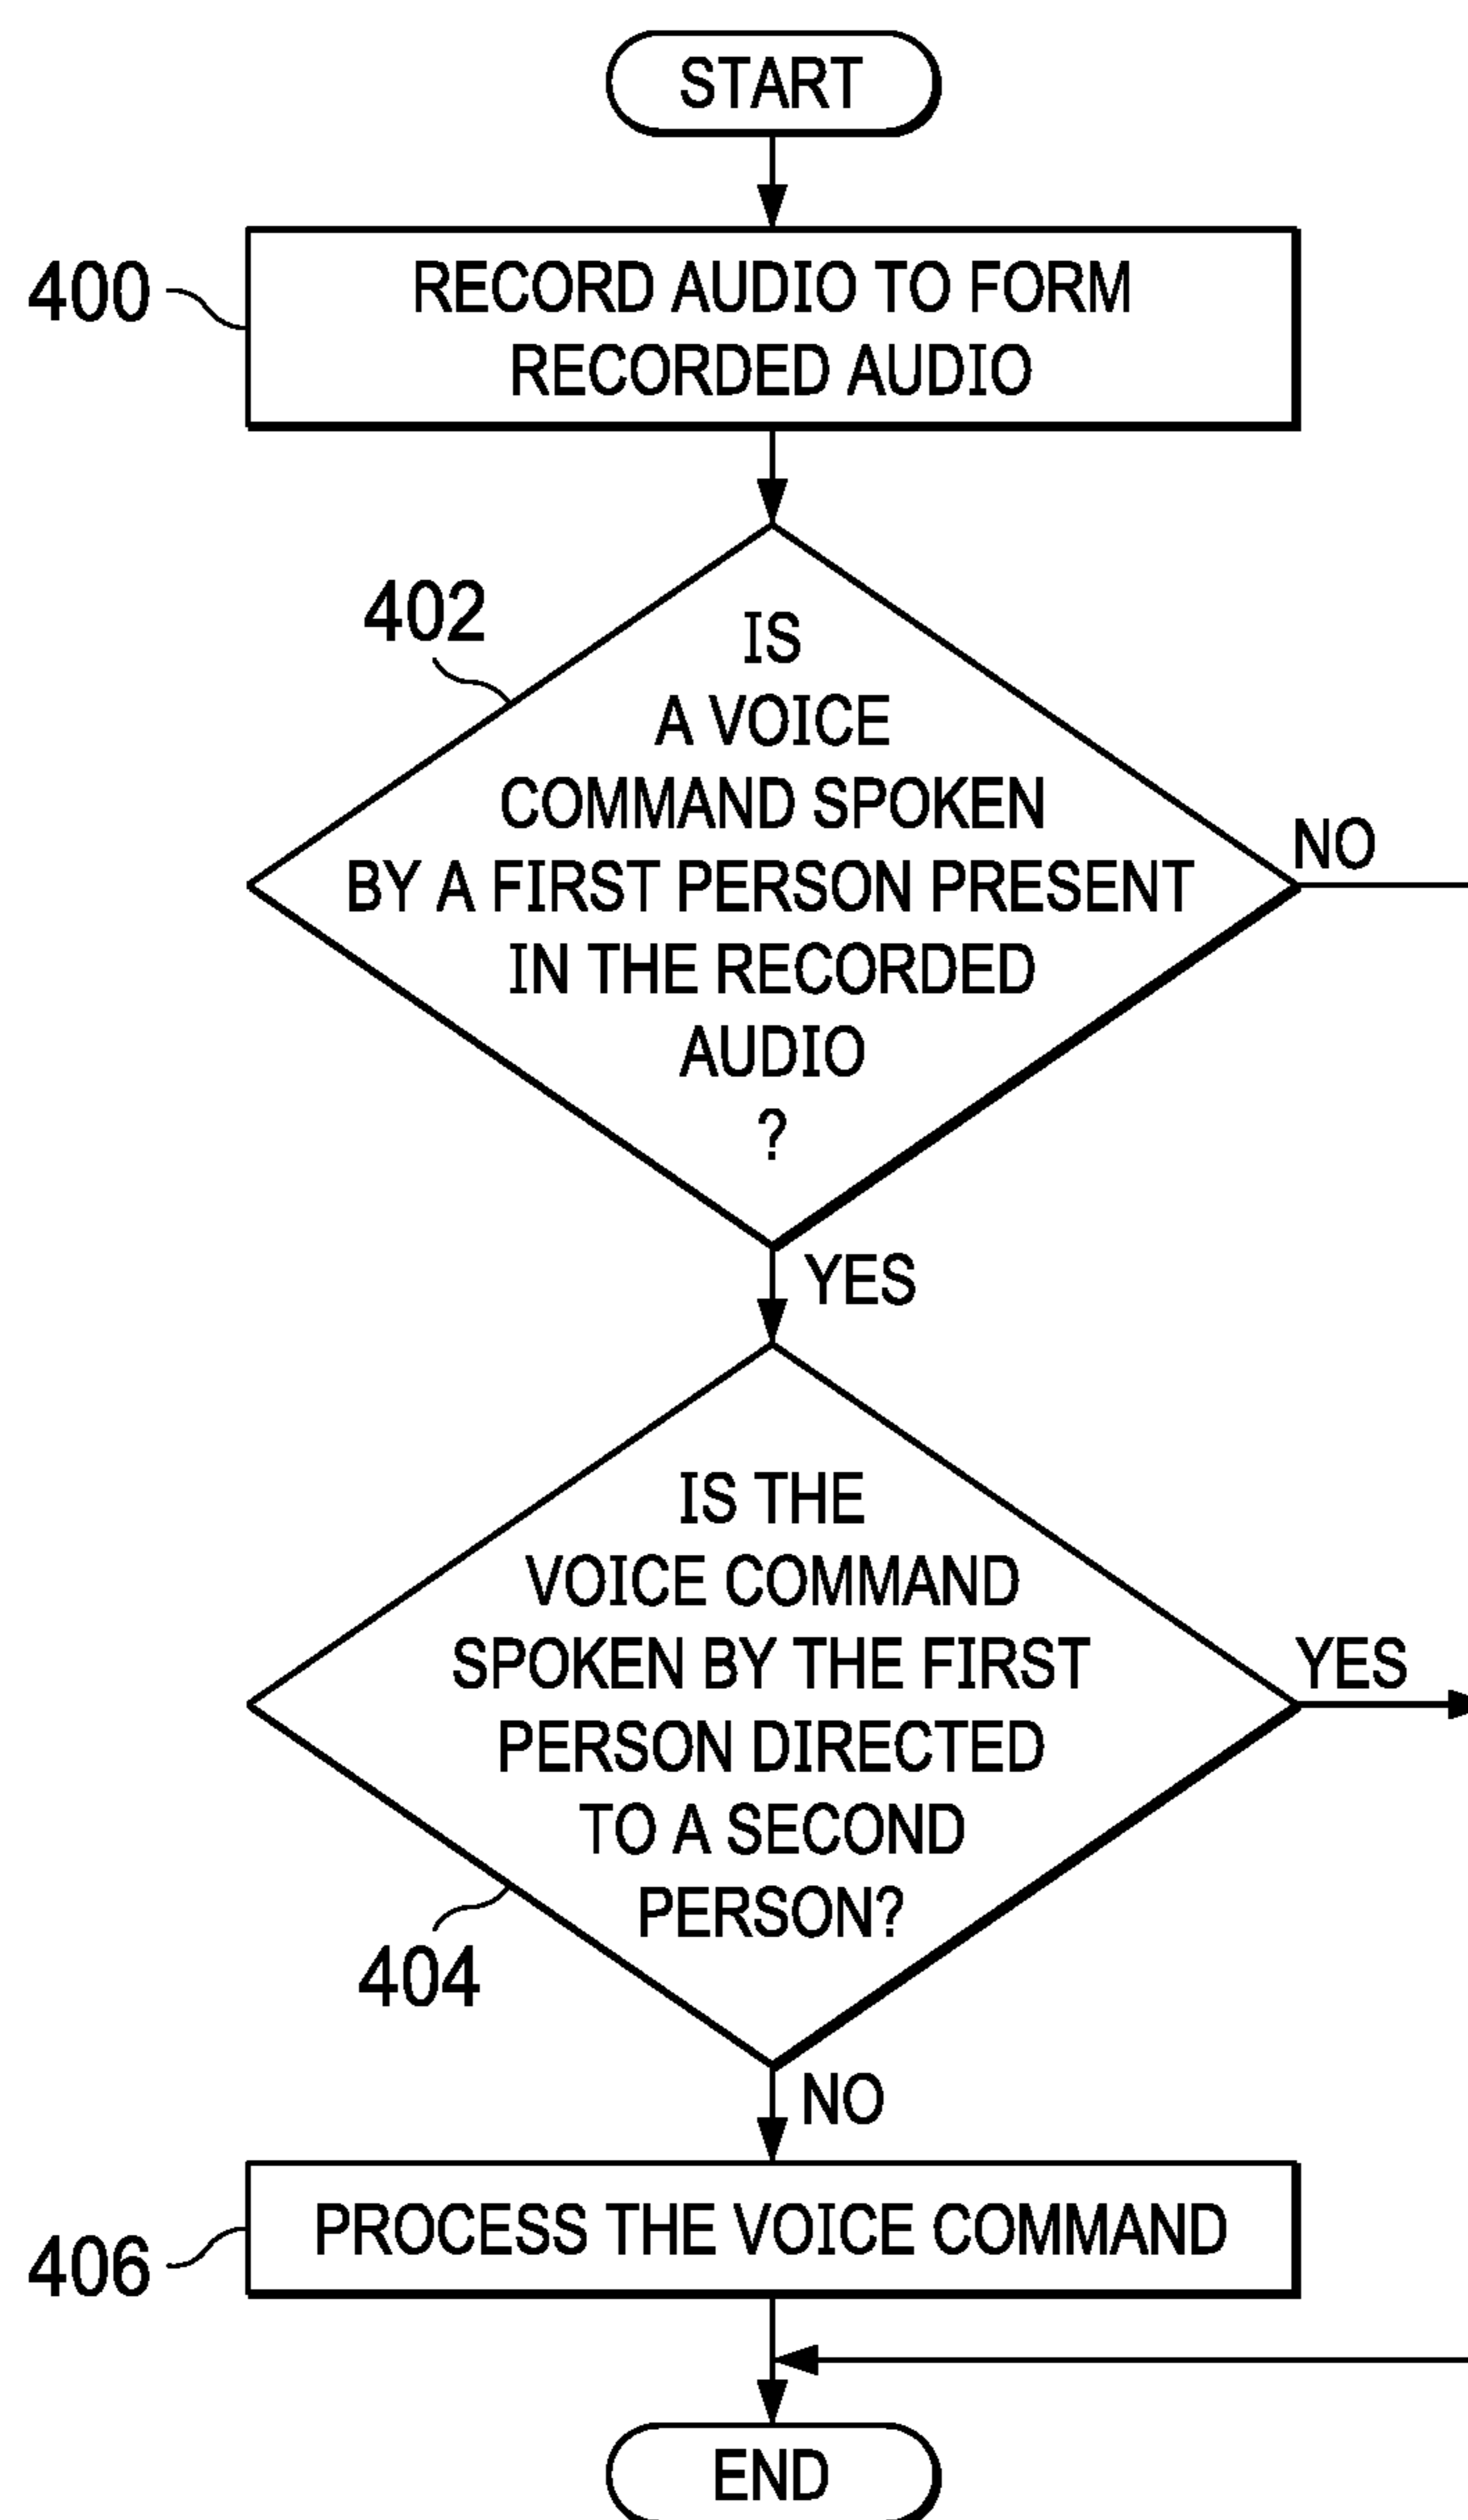 START
400
RECORD AUDIO TO FORM
RECORDED AUDIO
402
IS
A VOICE
COMMAND SPOKEN
BY A FIRST PERSON PRESENT
IN THE RECORDED
AUDIO
?
NO
YES
IS THE
VOICE COMMAND
SPOKEN BY THE FIRST
PERSON DIRECTED
TO A SECOND
PERSON?
YES
404
NO
406
PROCESS THE VOICE COMMAND
END